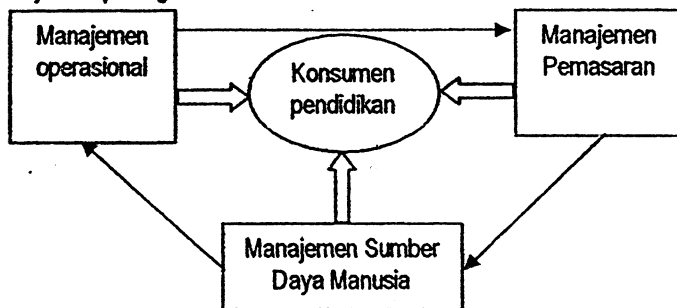 Manajemen
operasional
Konsumen
pendidikan
Manajemen
Pemasaran
Manajemen Sumber
Daya Manusia